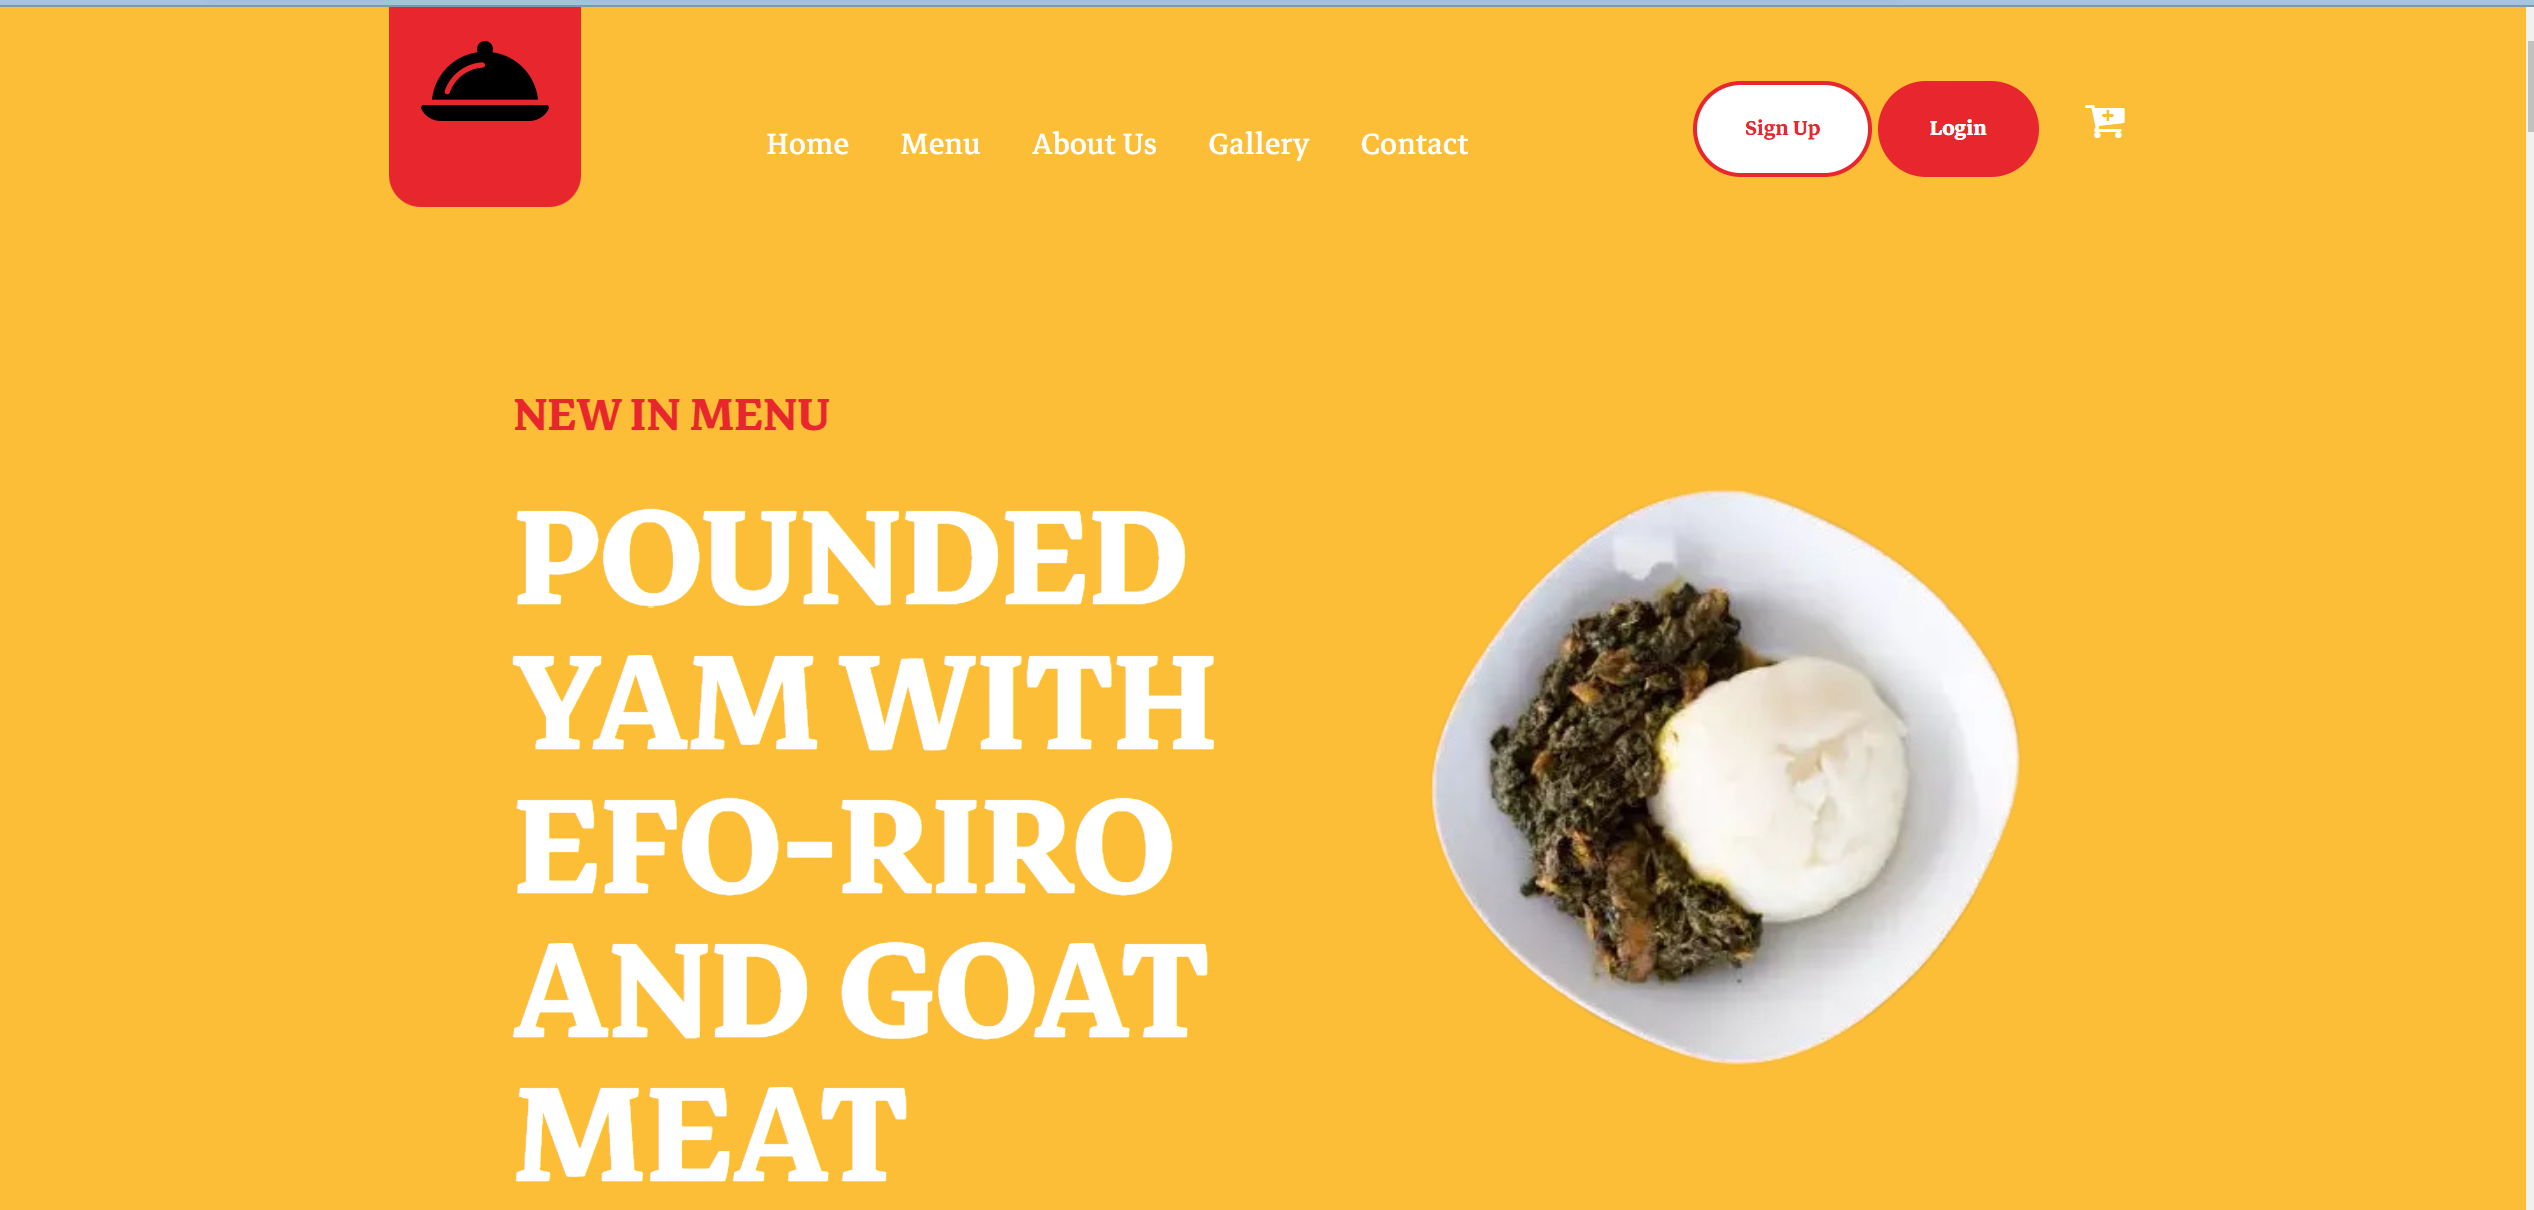 Home Menu About Us Gallery Contact Sign Up Login
NEW IN MENU
POUNDED
YAM WITH
EFO-RIRO
AND GOAT
MEAT